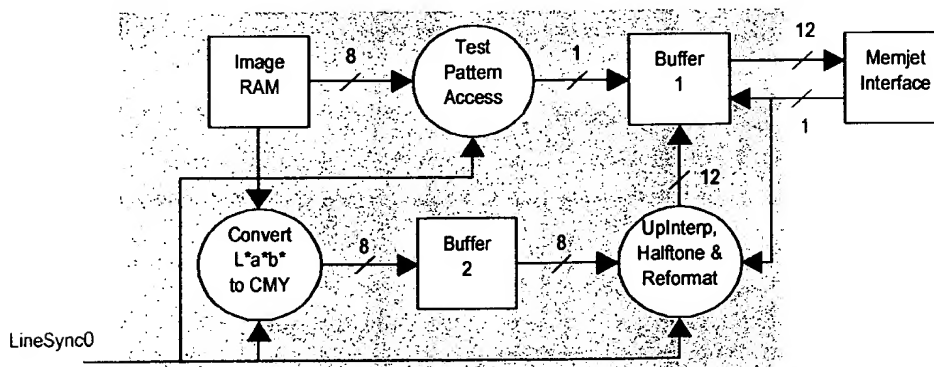 Image
RAM
8
Test
Pattern
Access
1
Buffer
1
12
Memjet
Interface
1
12
Convert
L*a*b*
to CMY
8
Buffer
2
8
UpInterp,
Halftone &
Reformat
LineSync0